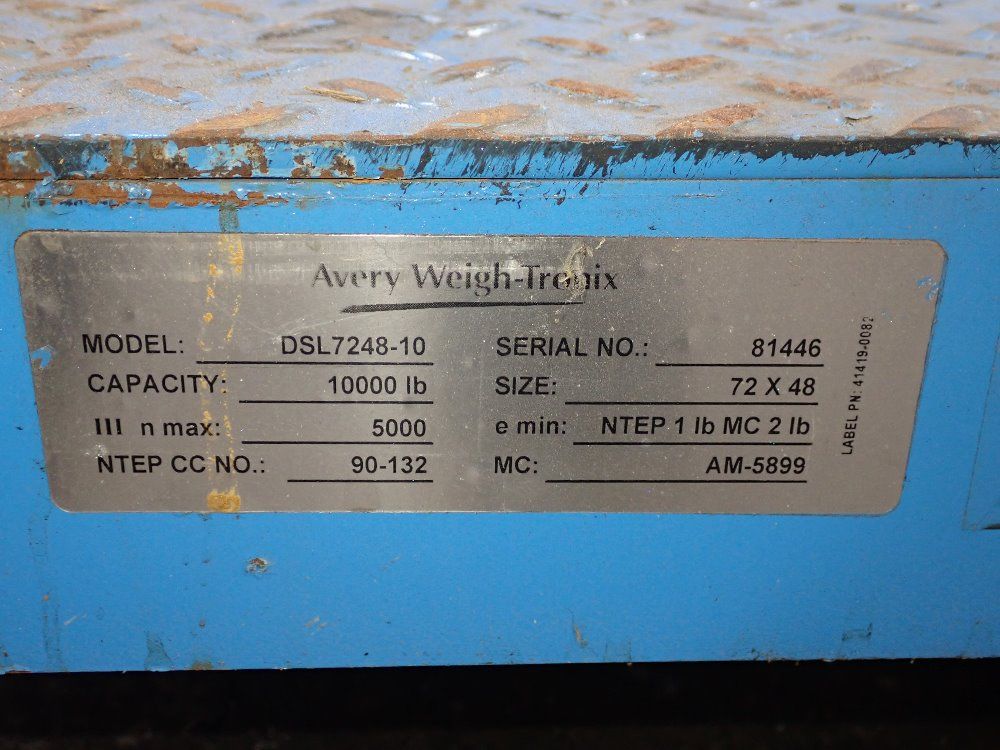 Avery Weigh-Tronix
MODEL: DSL7248-10 SERIAL NO.: 81446
CAPACITY: 10000 lb SIZE: 72 X 48
III n max: 5000 e min: NTEP 1 lb MC 2 lb
NTEP CC NO.: 90-132 MC: AM-5899
LABEL PN: 41419-0082